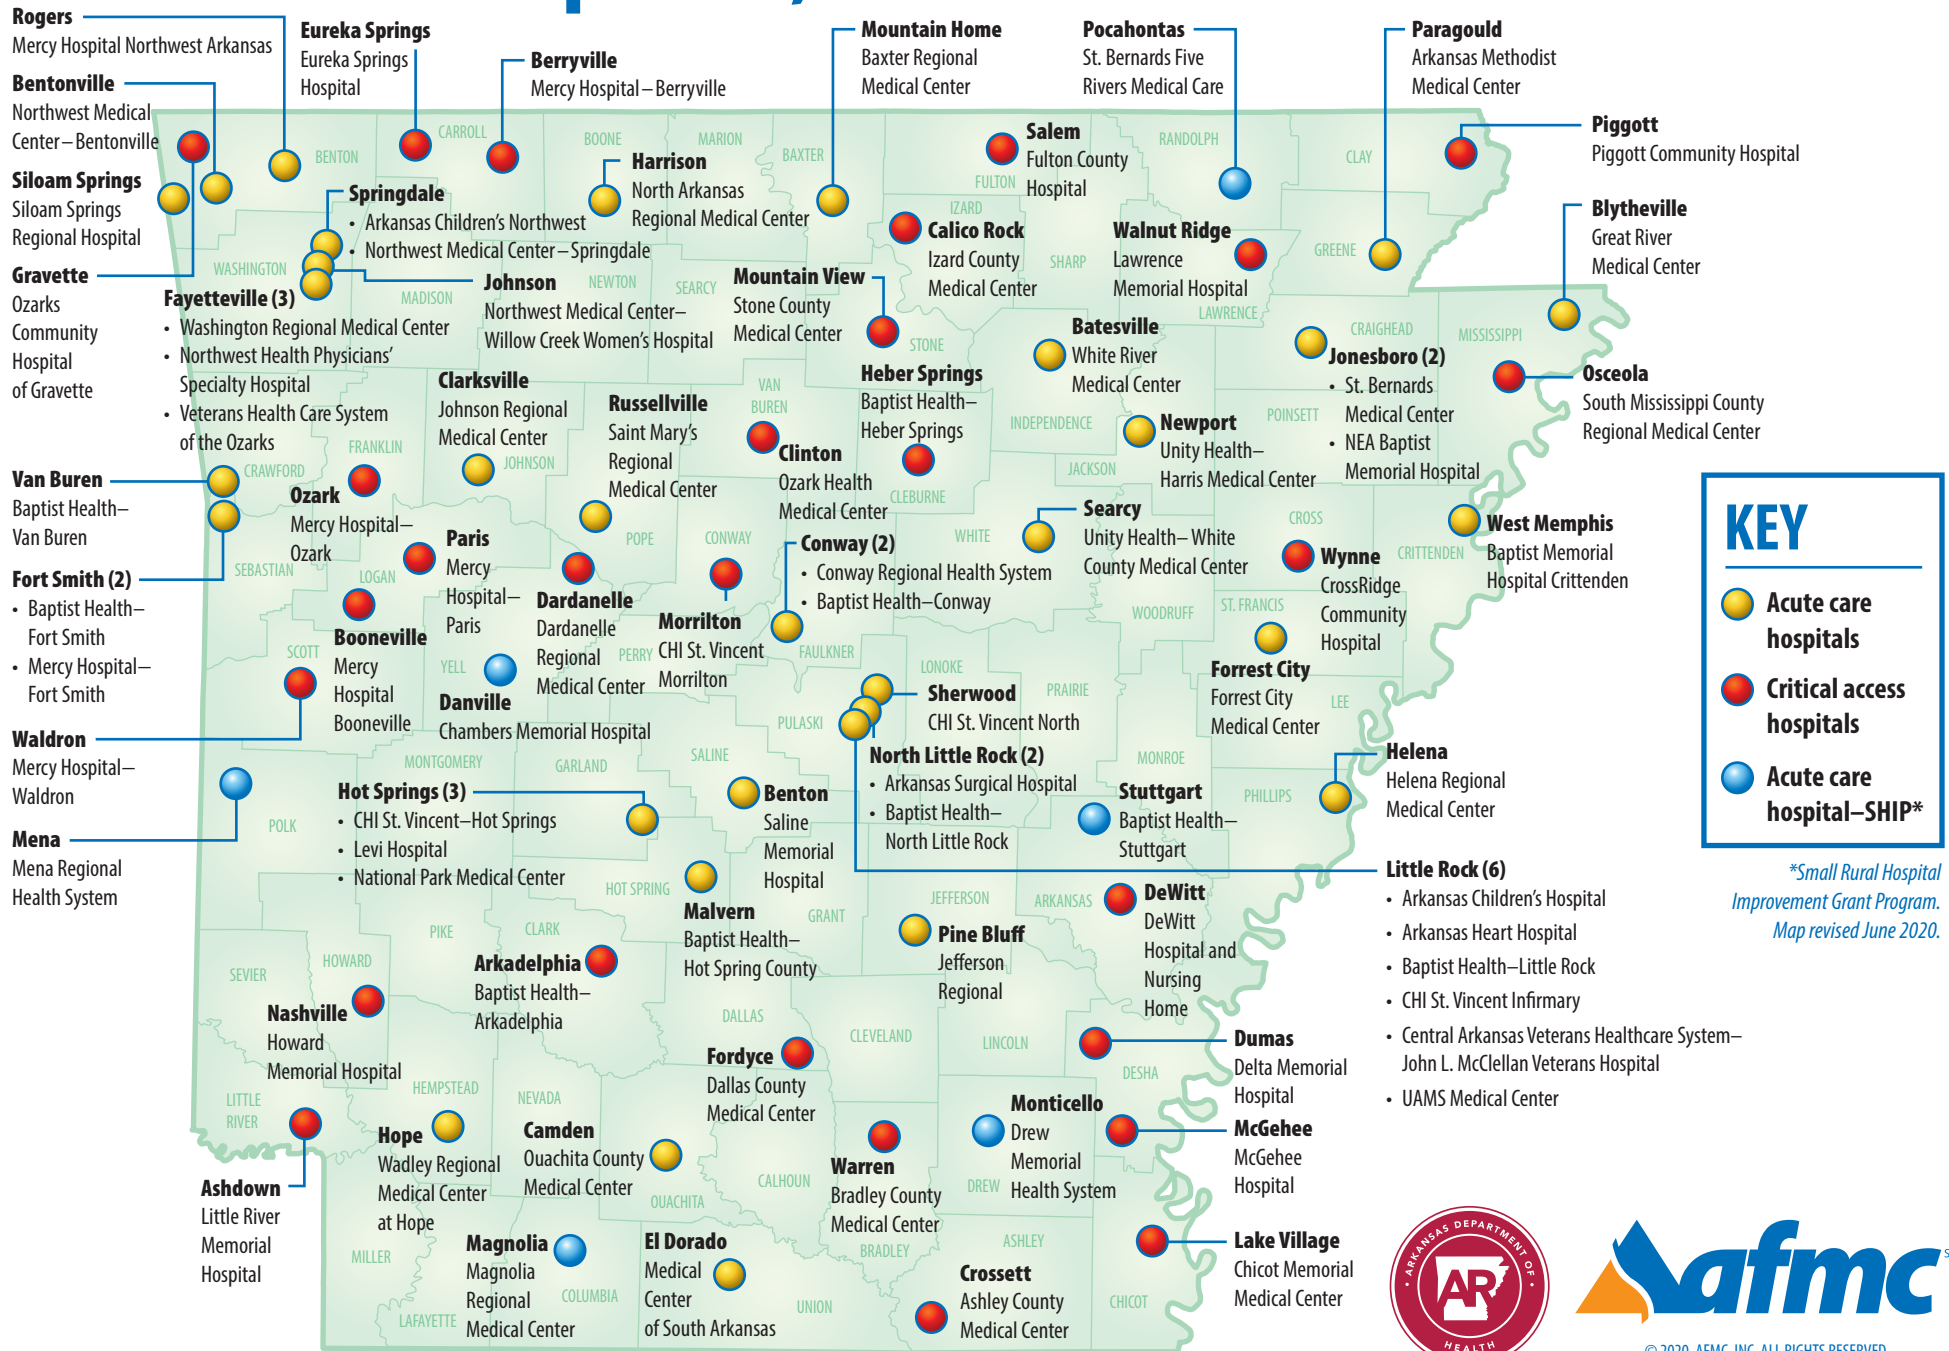 Rogers
Mercy Hospital Northwest Arkansas
Bentonville
Northwest Medical
Center–Bentonville
Siloam Springs
Siloam Springs
Regional Hospital
Gravette
Ozarks
Community
Hospital
of Gravette
Eureka Springs
Eureka Springs
Hospital
Berryville
Mercy Hospital–Berryville
Mountain Home
Baxter Regional
Medical Center
Pocahontas
St. Bernards Five
Rivers Medical Care
Paragould
Arkansas Methodist
Medical Center
Piggott
Piggott Community Hospital
Blytheville
Great River
Medical Center
Osceola
South Mississippi County
Regional Medical Center
BENTON
CARROLL
BOONE
MARION
BAXTER
FULTON
IZARD
SHARP
RANDOLPH
CLAY
GREENE
LAWRENCE
WASHINGTON
MADISON
NEWTON
SEARCY
STONE
CRAIGHEAD
MISSISSIPPI
Springdale
• Arkansas Children's Northwest
• Northwest Medical Center–Springdale
Harrison
North Arkansas
Regional Medical Center
Salem
Fulton County
Hospital
Calico Rock
Izard County
Medical Center
Walnut Ridge
Lawrence
Memorial Hospital
Johnson
Northwest Medical Center–
Willow Creek Women's Hospital
Mountain View
Stone County
Medical Center
Fayetteville (3)
• Washington Regional Medical Center
• Northwest Health Physicians'
Specialty Hospital
• Veterans Health Care System
of the Ozarks
Batesville
White River
Medical Center
Jonesboro (2)
• St. Bernards
Medical Center
• NEA Baptist
Memorial Hospital
Clarksville
Johnson Regional
Medical Center
Russellville
Saint Mary's
Regional
Medical Center
VAN
BUREN
Clinton
Ozark Health
Medical Center
Heber Springs
Baptist Health–
Heber Springs
INDEPENDENCE
POINSETT
JACKSON
CLEBURNE
Newport
Unity Health–
Harris Medical Center
CRAWFORD
FRANKLIN
JOHNSON
POPE
CONWAY
WHITE
CROSS
CRITTENDEN
Van Buren
Baptist Health–
Van Buren
Fort Smith (2)
• Baptist Health–
Fort Smith
• Mercy Hospital–
Fort Smith
Ozark
Mercy Hospital–
Ozark
SEBASTIAN
LOGAN
Paris
Mercy
Hospital–
Paris
Booneville
Mercy
Hospital
Booneville
Dardanelle
Dardanelle
Regional
Medical Center
Morrilton
CHI St. Vincent
Morrilton
Conway (2)
• Conway Regional Health System
• Baptist Health–Conway
Searcy
Unity Health–White
County Medical Center
Wynne
CrossRidge
Community
Hospital
West Memphis
Baptist Memorial
Hospital Crittenden
WOODRUFF
ST. FRANCIS
SCOTT
YELL
PERRY
FAULKNER
LONOKE
PRAIRIE
LEE
Forrest City
Forrest City
Medical Center
Danville
Chambers Memorial Hospital
Sherwood
CHI St. Vincent North
PULASKI
North Little Rock (2)
• Arkansas Surgical Hospital
• Baptist Health–
North Little Rock
Waldron
Mercy Hospital–
Waldron
Mena
Mena Regional
Health System
MONTGOMERY
GARLAND
SALINE
MONROE
PHILLIPS
POLK
Hot Springs (3)
• CHI St. Vincent–Hot Springs
• Levi Hospital
• National Park Medical Center
Benton
Saline
Memorial
Hospital
Stuttgart
Baptist Health–
Stuttgart
Helena
Helena Regional
Medical Center
HOT SPRING
Malvern
Baptist Health–
Hot Spring County
GRANT
JEFFERSON
ARKANSAS
Pine Bluff
Jefferson
Regional
DeWitt
DeWitt
Hospital and
Nursing
Home
Little Rock (6)
• Arkansas Children's Hospital
• Arkansas Heart Hospital
• Baptist Health–Little Rock
• CHI St. Vincent Infirmary
• Central Arkansas Veterans Healthcare System–
John L. McClellan Veterans Hospital
• UAMS Medical Center
SEVIER
HOWARD
PIKE
CLARK
Arkadelphia
Baptist Health–
Arkadelphia
Nashville
Howard
Memorial Hospital
DALLAS
CLEVELAND
LINCOLN
DESHA
Fordyce
Dallas County
Medical Center
Dumas
Delta Memorial
Hospital
McGehee
McGehee
Hospital
LITTLE
RIVER
HEMPSTEAD
NEVADA
Ashdown
Little River
Memorial
Hospital
Hope
Wadley Regional
Medical Center
at Hope
Camden
Ouachita County
Medical Center
OUACHITA
CALHOUN
Warren
Bradley County
Medical Center
BRADLEY
Monticello
Drew
Memorial
Health System
DREW
MILLER
LAFAYETTE
COLUMBIA
UNION
ASHLEY
CHICOT
Magnolia
Magnolia
Regional
Medical Center
El Dorado
Medical
Center
of South Arkansas
Crossett
Ashley County
Medical Center
Lake Village
Chicot Memorial
Medical Center
KEY
Acute care
hospitals
Critical access
hospitals
Acute care
hospital–SHIP*
*Small Rural Hospital
Improvement Grant Program.
Map revised June 2020.
• ARKANSAS DEPARTMENT OF •
AR
HEALTH
afmc
© 2020, AFMC, INC. ALL RIGHTS RESERVED